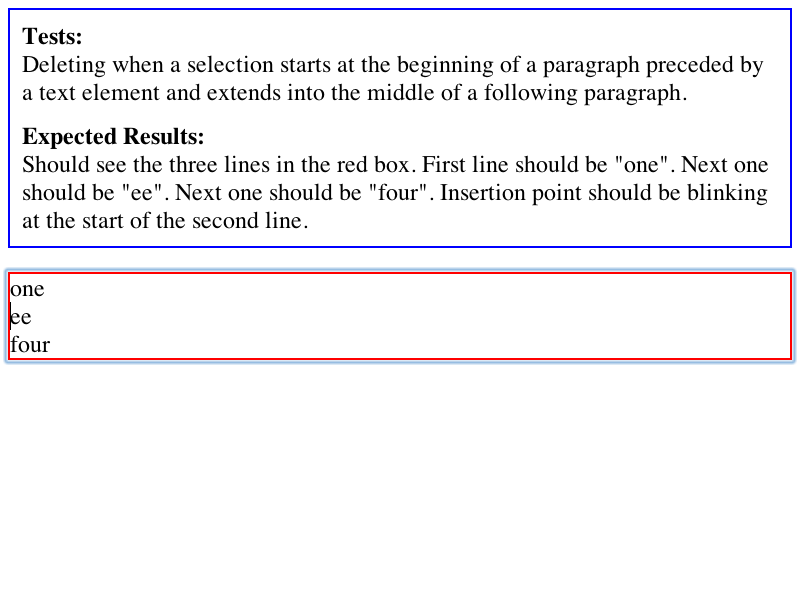 Tests:
Deleting when a selection starts at the beginning of a paragraph preceded by
a text element and extends into the middle of a following paragraph.
Expected Results:
Should see the three lines in the red box. First line should be "one". Next one
should be "ee". Next one should be "four". Insertion point should be blinking
at the start of the second line.
one
ee
four